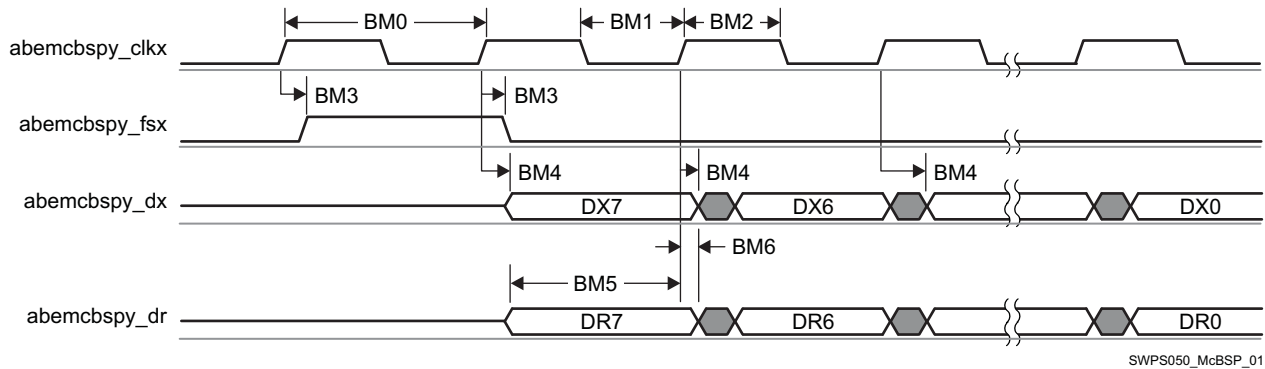 BM0 BM1 BM2
abemcbspy_clkx
BM3 BM3
abemcbspy_fsx
BM4 BM4 BM4
abemcbspy_dx DX7 DX6 DX0
BM6
BM5
abemcbspy_dr DR7 DR6 DR0
SWPS050_McBSP_01